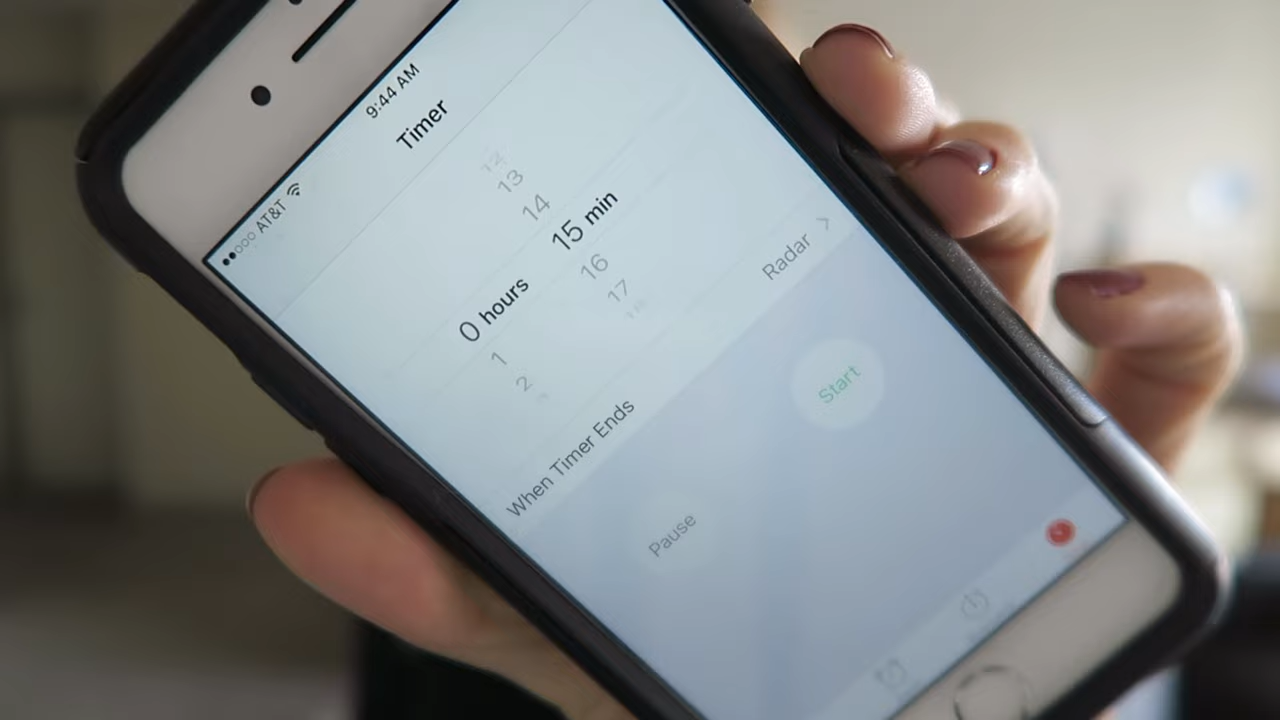 AT&T 9:44 AM
Timer
12
13
14
0 hours 15 min
1 16
2 17
When Timer Ends Radar
Pause Start